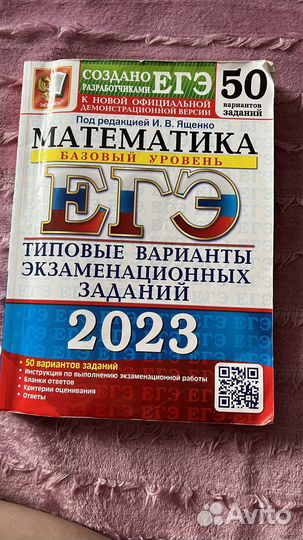 СОЗДАНО ЕГЭ
РАЗРАБОТЧИКАМИ
К НОВОЙ ОФИЦИАЛЬНОЙ
ДЕМОНСТРАЦИОННОЙ ВЕРСИИ
50
вариантов
заданий
Под редакцией И. В. Ященко
МАТЕМАТИКА
БАЗОВЫЙ УРОВЕНЬ
ЕГЭ
ТИПОВЫЕ ВАРИАНТЫ
ЭКЗАМЕНАЦИОННЫХ
ЗАДАНИЙ
2023
• 50 вариантов заданий
• Инструкция по выполнению экзаменационной работы
• Бланки ответов
• Критерии оценивания
• Ответы
Avito